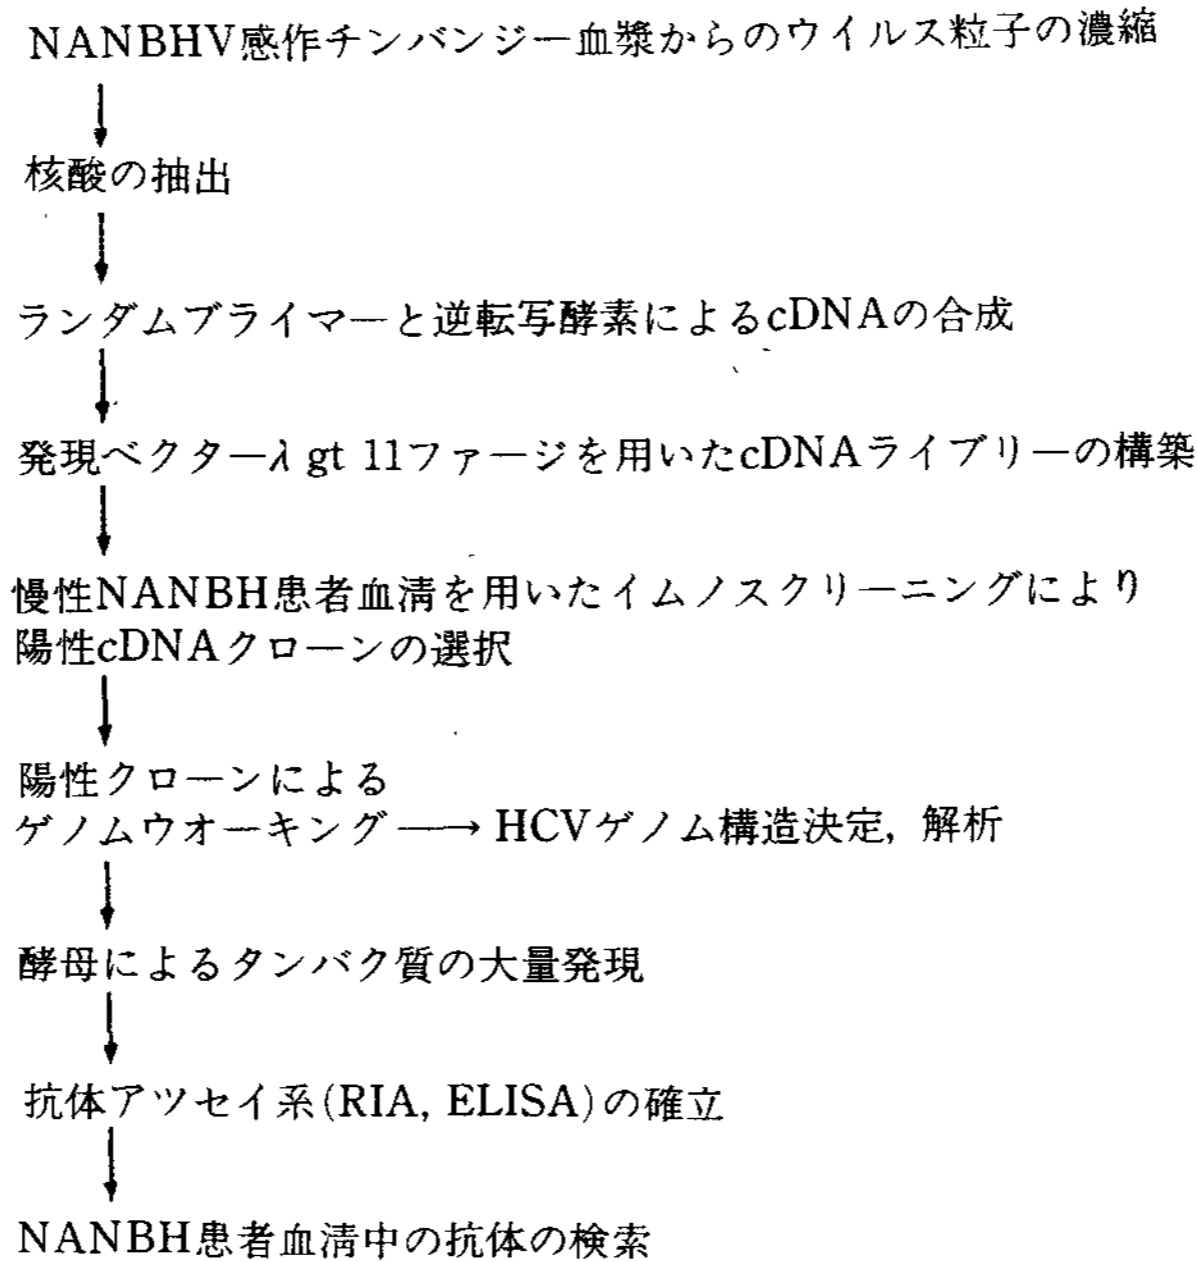 NANBHV感作チンバンジー血漿からのウイルス粒子の濃縮
核酸の抽出
ランダムブライマーと逆転写酵素によるcDNAの合成
発現ベクターλ gt 11ファージを用いたcDNAライブリーの構築
慢性NANBH患者血清を用いたイムノスクリーニングにより
陽性cDNAクローンの選択
陽性クローンによる
ゲノムウオーキング → HCVゲノム構造決定, 解析
酵母によるタンバク質の大量発現
抗体アツセイ系(RIA, ELISA)の確立
NANBH患者血清中の抗体の検索